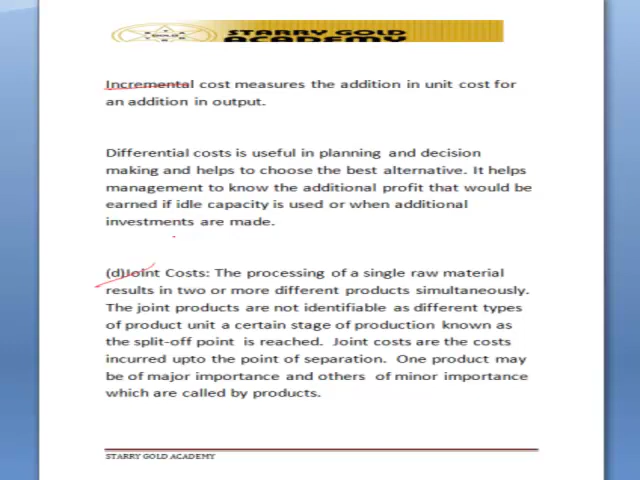 STARRY GOLD
ACADEMY
GOLD
Incremental cost measures the addition in unit cost for
an addition in output.
Differential costs is useful in planning and decision
making and helps to choose the best alternative. It helps
management to know the additional profit that would be
earned if idle capacity is used or when additional
investments are made.
(d)Joint Costs: The processing of a single raw material
results in two or more different products simultaneously.
The joint products are not identifiable as different types
of product unit a certain stage of production known as
the split-off point is reached. Joint costs are the costs
incurred upto the point of separation. One product may
be of major importance and others of minor importance
which are called by products.
STARRY GOLD ACADEMY